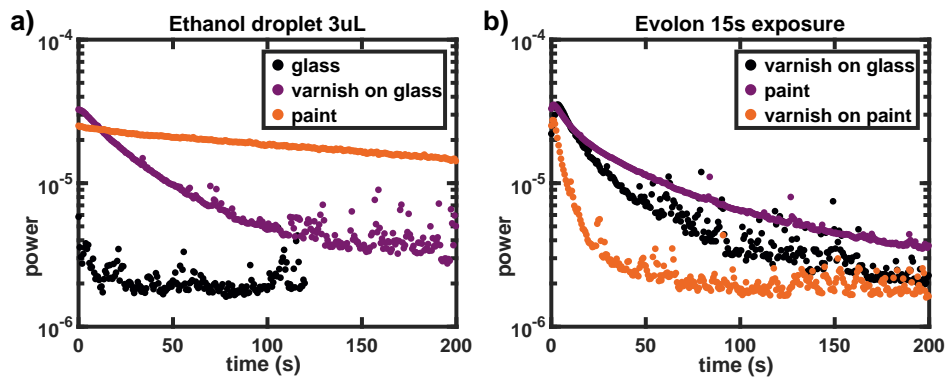 a)
Ethanol droplet 3uL
10^-4
10^-5
10^-6
power
0
50
100
150
200
time (s)
glass
varnish on glass
paint
b)
Evolon 15s exposure
10^-4
10^-5
10^-6
power
0
50
100
150
200
time (s)
varnish on glass
paint
varnish on paint